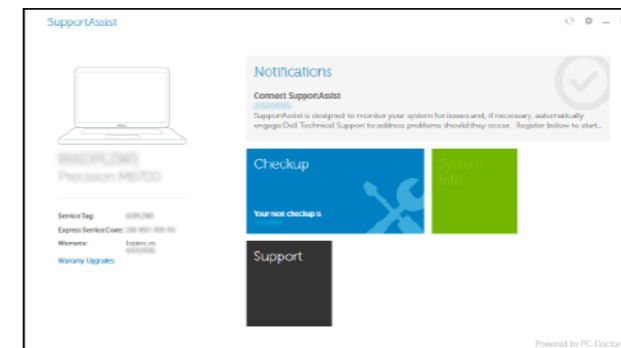 SupportAssist
Notifications
Connect SupportAssist
SupportAssist is designed to monitor your system for issues and, if necessary, automatically
engage Dell Technical Support to address problems should they occur. Register below to start...
Checkup
System
Info
Your next checkup is
Precision M6700
Service Tag:
Express Service Code:
Warranty: Expires on
Warranty Upgrades
Support
Powered by PC-Doctor